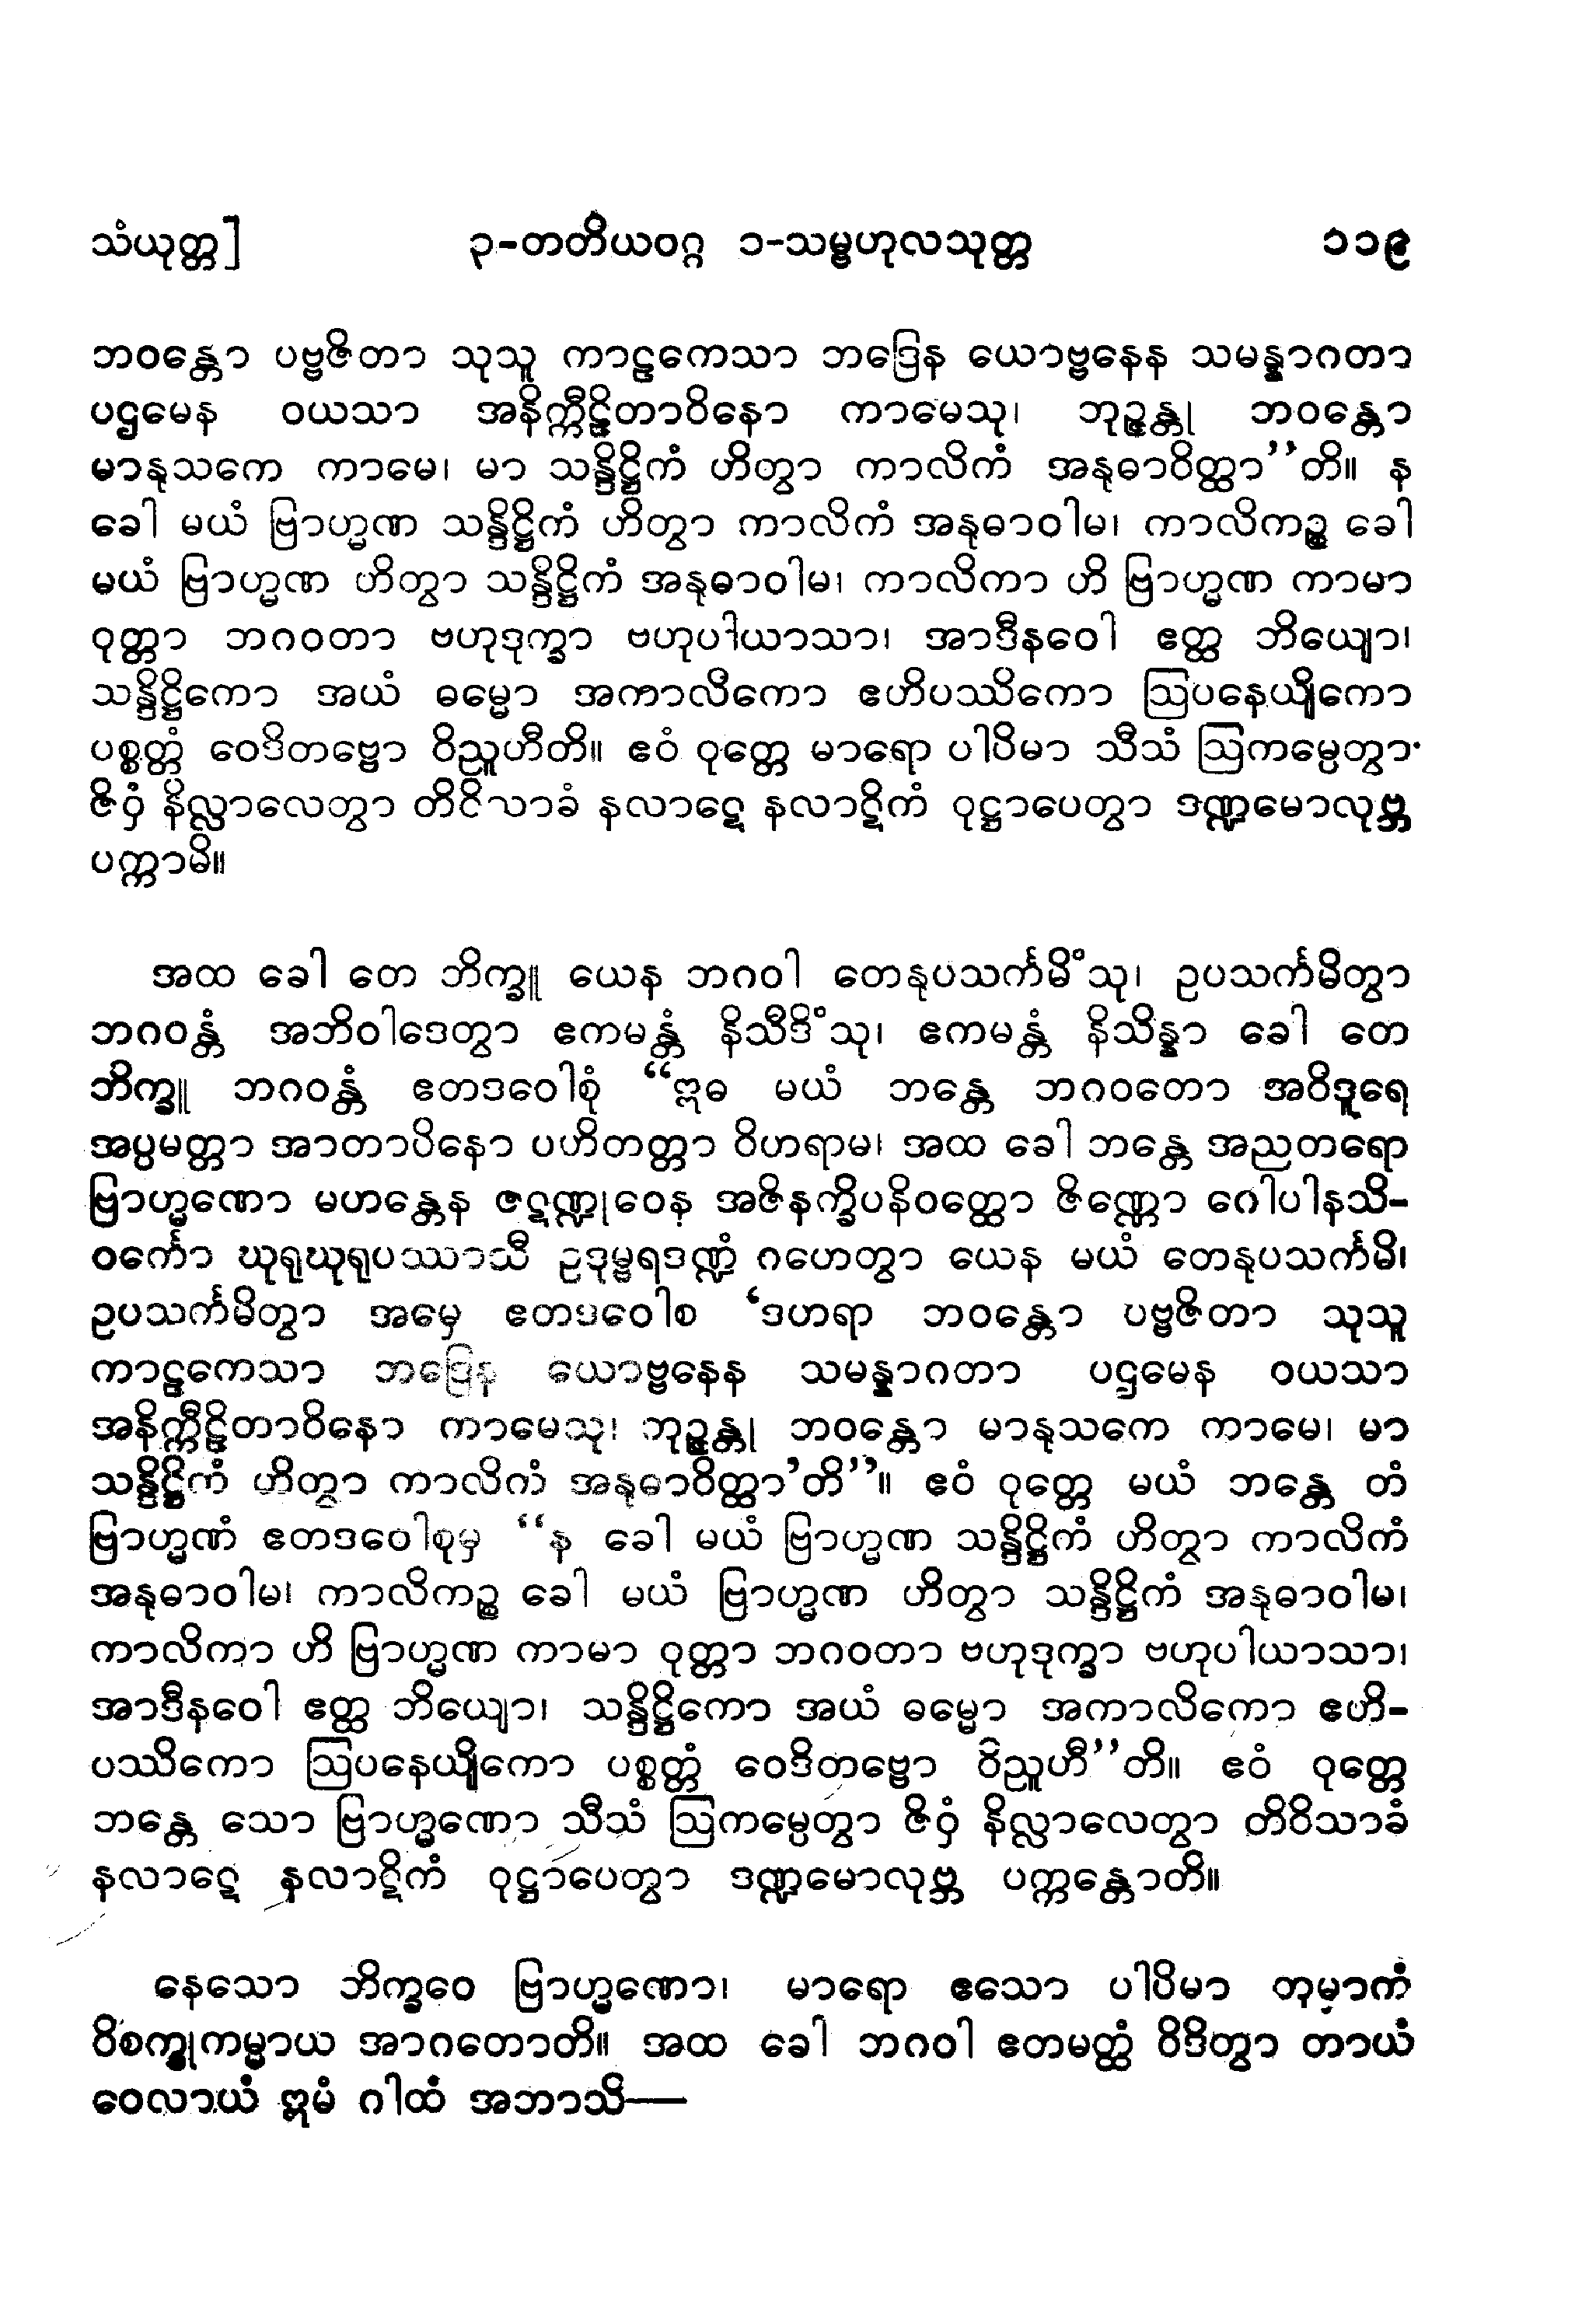 သံယုတ္တ] ၃-တတိယဝဂ္ဂ ၁-သမ္ဗဟုလသုတ္တ ၁၁၉
ဘဝန္တော ပဗ္ဗဇိတာ သုသူ ကာဠကေသာ ဘဒြေန ယောဗ္ဗနေန သမန္နာဂတာ
ပဌမေန ဝယသာ အနိက္ကီဠိတာဝိနော ကာမေသု၊ ဘုဉ္ဇန္တု ဘဝန္တော
မာနုသကေ ကာမေ၊ မာ သန္ဒိဋ္ဌိကံ ဟိတွာ ကာလိကံ အနုဓာဝိတ္ထာ”တိ။ န
ခေါ မယံ ဗြာဟ္မဏ သန္ဒိဋ္ဌိကံ ဟိတွာ ကာလိကံ အနုဓာဝါမ၊ ကာလိကဉ္စ ခေါ
မယံ ဗြာဟ္မဏ ဟိတွာ သန္ဒိဋ္ဌိကံ အနုဓာဝါမ၊ ကာလိကာ ဟိ ဗြာဟ္မဏ ကာမာ
ဝုတ္တာ ဘဂဝတာ ဗဟုဒုက္ခာ ဗဟုပါယာသာ၊ အာဒီနဝေါ ဧတ္ထ ဘိယျော၊
သန္ဒိဋ္ဌိကော အယံ ဓမ္မော အကာလိကော ဧဟိပဿိကော ဩပနေယျိကော
ပစ္စတ္တံ ဝေဒိတဗ္ဗော ဝိညူဟီတိ။ ဧဝံ ဝုတ္တေ မာရော ပါပိမာ သီသံ ဩကမ္ပေတွာ
ဇိဝှံ နိလ္လာလေတွာ တိဝိသာခံ နလာဋေ နလာဋိကံ ဝုဋ္ဌာပေတွာ ဒဏ္ဍမောလုဗ္ဘ
ပက္ကာမိ။
အထ ခေါ တေ ဘိက္ခူ ယေန ဘဂဝါ တေနုပသင်္ကမိံသု၊ ဥပသင်္ကမိတွာ
ဘဂဝန္တံ အဘိဝါဒေတွာ ဧကမန္တံ နိသီဒိံသု၊ ဧကမန္တံ နိသိန္နာ ခေါ တေ
ဘိက္ခူ ဘဂဝန္တံ ဧတဒဝေါစုံ “ဣဓ မယံ ဘန္တေ ဘဂဝတော အဝိဒူရေ
အပ္ပမတ္တာ အာတာပိနော ပဟိတတ္တာ ဝိဟရာမ၊ အထ ခေါ ဘန္တေ အညတရော
ဗြာဟ္မဏော မဟန္တေန ဇဋဏ္ဍုဝေန အဇိနက္ခိပနိဝတ္ထော ဇိဏ္ဏော ဂေါပါနသိ-
ဝင်္ကော ဃုရုဃုရုပဿာသီ ဥဒုမ္ဗရဒဏ္ဍံ ဂဟေတွာ ယေန မယံ တေနုပသင်္ကမိ၊
ဥပသင်္ကမိတွာ အမှေ ဧတဒဝေါစ ‘ဒဟရာ ဘဝန္တော ပဗ္ဗဇိတာ သုသူ
ကာဠကေသာ ဘဒြေန ယောဗ္ဗနေန သမန္နာဂတာ ပဌမေန ဝယသာ
အနိက္ကီဠိတာဝိနော ကာမေသု၊ ဘုဉ္ဇန္တု ဘဝန္တော မာနုသကေ ကာမေ၊ မာ
သန္ဒိဋ္ဌိကံ ဟိတွာ ကာလိကံ အနုဓာဝိတ္ထာ’တိ”။ ဧဝံ ဝုတ္တေ မယံ ဘန္တေ တံ
ဗြာဟ္မဏံ ဧတဒဝေါစုမှ “န ခေါ မယံ ဗြာဟ္မဏ သန္ဒိဋ္ဌိကံ ဟိတွာ ကာလိကံ
အနုဓာဝါမ၊ ကာလိကဉ္စ ခေါ မယံ ဗြာဟ္မဏ ဟိတွာ သန္ဒိဋ္ဌိကံ အနုဓာဝါမ၊
ကာလိကာ ဟိ ဗြာဟ္မဏ ကာမာ ဝုတ္တာ ဘဂဝတာ ဗဟုဒုက္ခာ ဗဟုပါယာသာ၊
အာဒီနဝေါ ဧတ္ထ ဘိယျော၊ သန္ဒိဋ္ဌိကော အယံ ဓမ္မော အကာလိကော ဧဟိ-
ပဿိကော ဩပနေယျိကော ပစ္စတ္တံ ဝေဒိတဗ္ဗော ဝိညူဟီ”တိ။ ဧဝံ ဝုတ္တေ
ဘန္တေ သော ဗြာဟ္မဏော သီသံ ဩကမ္ပေတွာ ဇိဝှံ နိလ္လာလေတွာ တိဝိသာခံ
နလာဋေ နလာဋိကံ ဝုဋ္ဌာပေတွာ ဒဏ္ဍမောလုဗ္ဘ ပက္ကန္တောတိ။
နေသော ဘိက္ခဝေ ဗြာဟ္မဏော၊ မာရော ဧသော ပါပိမာ တုမှာကံ
ဝိစက္ခုကမ္မာယ အာဂတောတိ။ အထ ခေါ ဘဂဝါ ဧတမတ္ထံ ဝိဒိတွာ တာယံ
ဝေလာယံ ဣမံ ဂါထံ အဘာသိ—